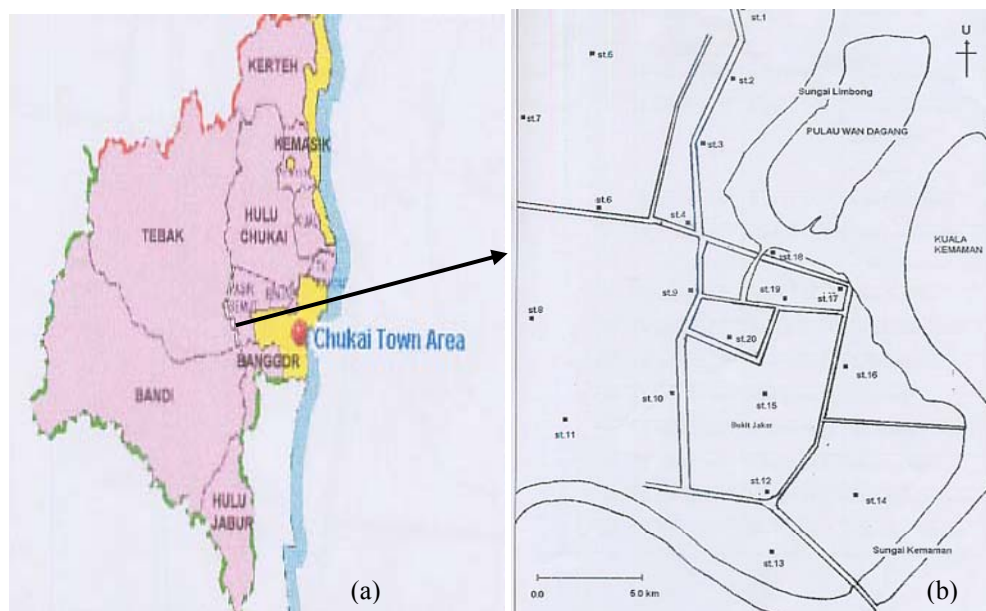 KERTEH
KEMASIK
HULU
CHUKAI
TEBAK
BINJAI
Chukai Town Area
BANGGOR
BANDI
HULU
JABUR
(a)
st.1
U
st.5
st.2
Sungai Limbong
st.7
PULAU WAN DAGANG
st.3
st.6
st.4
KUALA
KEMAMAN
st.18
st.9
st.19
st.17
st.8
st.20
st.16
st.10
st.15
st.11
Bukit Jakar
st.12
st.14
Sungai Kemaman
st.13
0.0
5.0 km
(b)